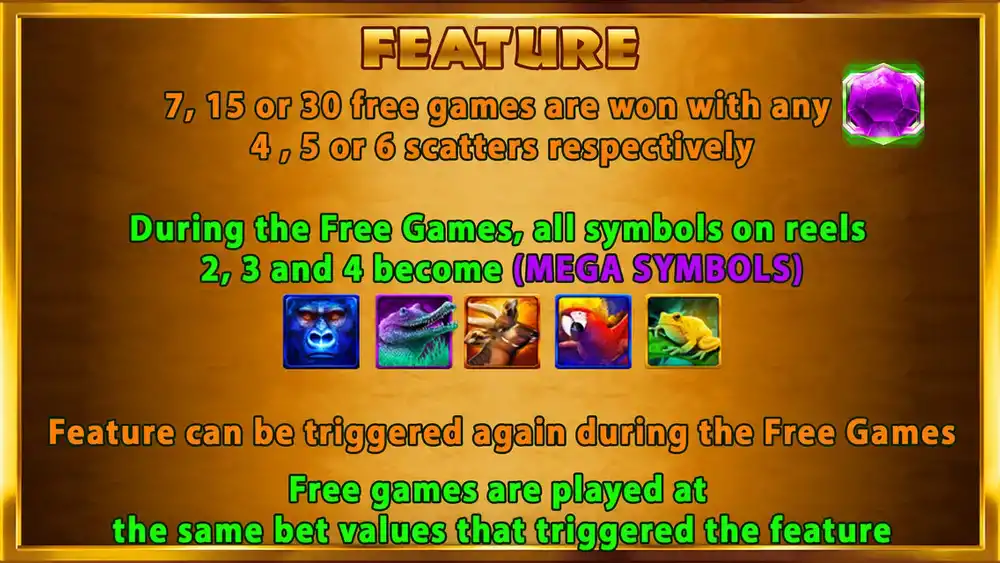 FEATURE
7, 15 or 30 free games are won with any
4 , 5 or 6 scatters respectively
During the Free Games, all symbols on reels
2, 3 and 4 become (MEGA SYMBOLS)
Feature can be triggered again during the Free Games
Free games are played at
the same bet values that triggered the feature